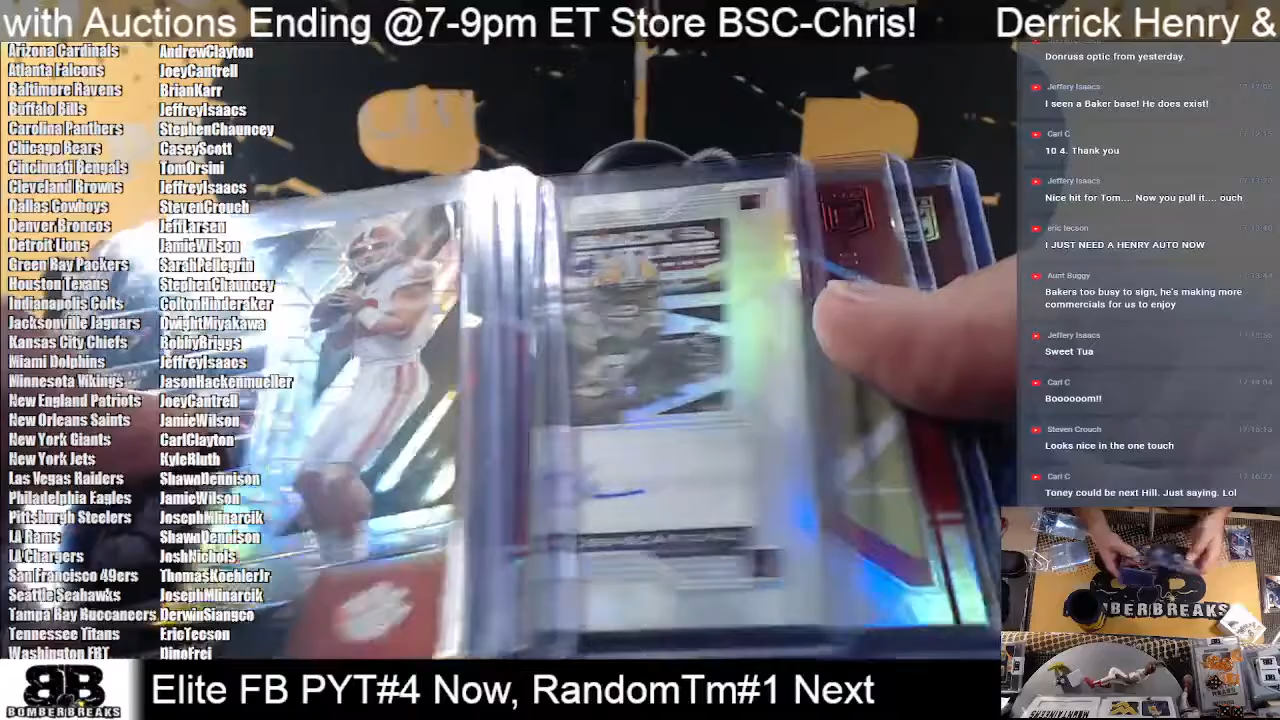 with Auctions Ending @7-9pm ET Store BSC-Chris! Derrick Henry &
Arizona Cardinals AndrewClayton
Atlanta Falcons JoeyCantrell
Baltimore Ravens BrianKarr
Buffalo Bills JeffreyIsaacs
Carolina Panthers StephenChauncey
Chicago Bears CaseyScott
Cincinnati Bengals TomOrsini
Cleveland Browns JeffreyIsaacs
Dallas Cowboys StevenCrouch
Denver Broncos JeffLarsen
Detroit Lions JamieWilson
Green Bay Packers SarahPellegrin
Houston Texans StephenChauncey
Indianapolis Colts ColtonHinderaker
Jacksonville Jaguars DwightMiyakawa
Kansas City Chiefs RobbyBriggs
Miami Dolphins JeffreyIsaacs
Minnesota Vikings JasonHackenmueller
New England Patriots JoeyCantrell
New Orleans Saints JamieWilson
New York Giants CarlClayton
New York Jets KyleBluth
Las Vegas Raiders ShawnDennison
Philadelphia Eagles JamieWilson
Pittsburgh Steelers JosephMlinarcik
LA Rams ShawnDennison
LA Chargers JoshNichols
San Francisco 49ers ThomasKoehlerJr
Seattle Seahawks JosephMlinarcik
Tampa Bay Buccaneers DerwinSiangco
Tennessee Titans EricTecson
Washington FBT DinoFrei
Donruss optic from yesterday.
Jeffery Isaacs
I seen a Baker base! He does exist!
Carl C
10 4. Thank you
Jeffery Isaacs
Nice hit for Tom.... Now you pull it.... ouch
eric tecson
I JUST NEED A HENRY AUTO NOW
Aunt Buggy
Bakers too busy to sign, he's making more
commercials for us to enjoy
Jeffery Isaacs
Sweet Tua
Carl C
Boooooom!!
Steven Crouch
Looks nice in the one touch
Carl C
Toney could be next Hill. Just saying. Lol
BOMBERBREAKS
MBERBREAKS
Elite FB PYT#4 Now, RandomTm#1 Next